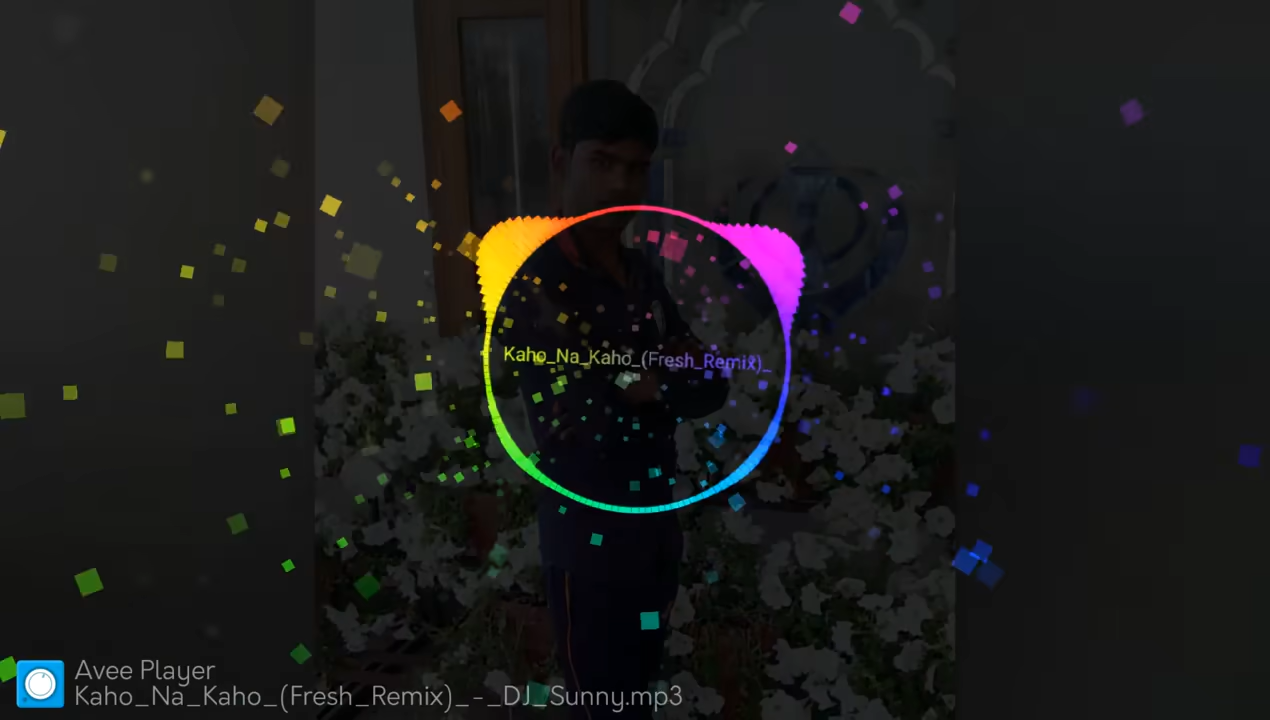 Kaho_Na_Kaho_(Fresh_Remix)_
Avee Player
Kaho_Na_Kaho_(Fresh_Remix)_-_DJ_Sunny.mp3